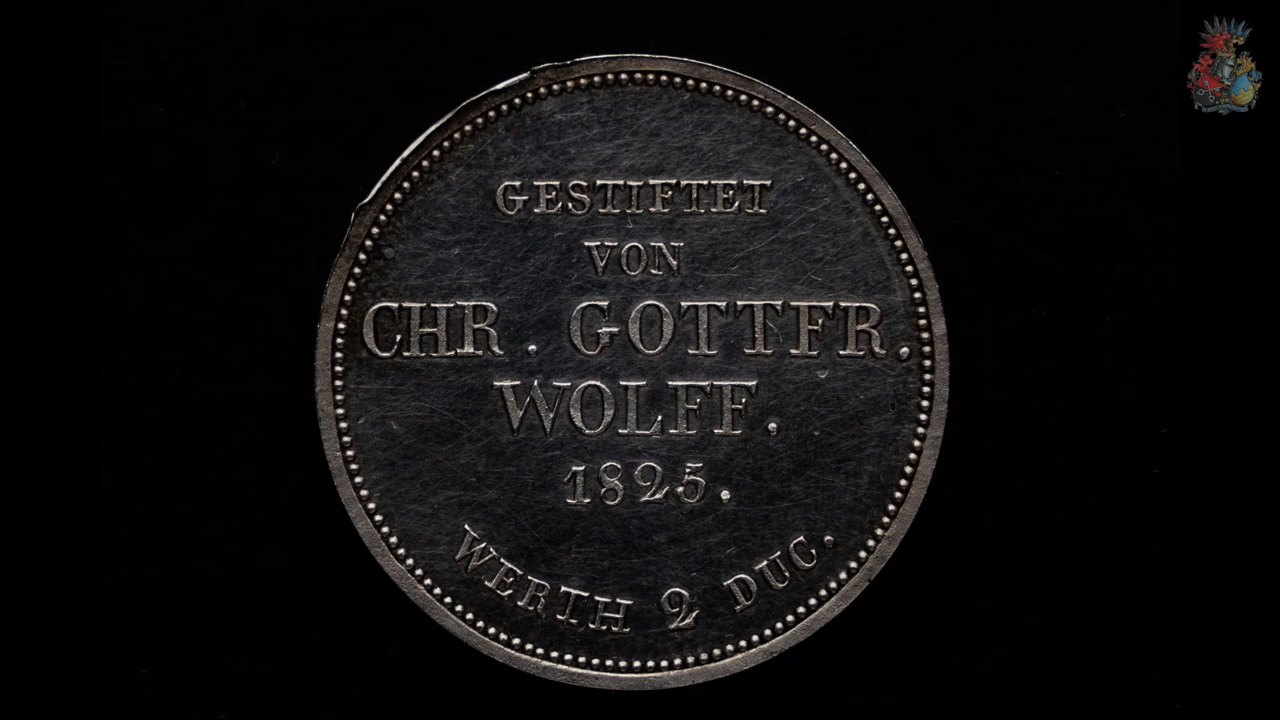 GESTIFTET
VON
CHR. GOTTFR.
WOLFF.
1825.
WERTH 2 DUC.